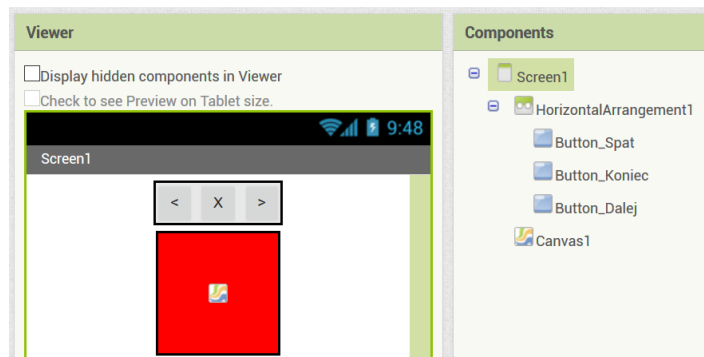 Viewer
Display hidden components in Viewer
Check to see Preview on Tablet size.
9:48
Screen1
< X >
Components
Screen1
HorizontalArrangement1
Button_Spat
Button_Koniec
Button_Dalej
Canvas1